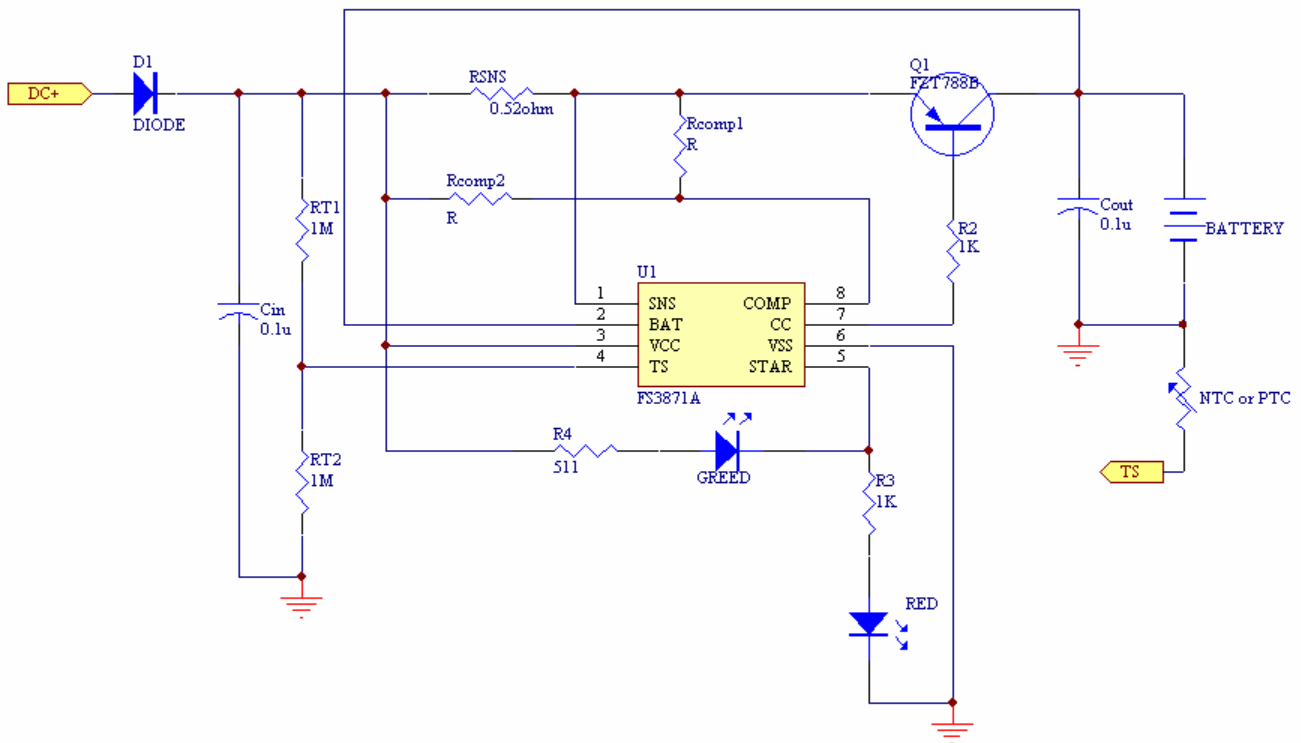 D1
DC+
DIODE
RSNS
0.52ohm
Q1
FZT788B
Rcomp1
R
Rcomp2
R
RT1
1M
R2
1K
Cout
0.1u
BATTERY
Cin
0.1u
U1
1 SNS COMP 8
2 BAT CC 7
3 VCC VSS 6
4 TS STAR 5
FS3871A
NTC or PTC
TS
R4
511
GREED
RT2
1M
R3
1K
RED